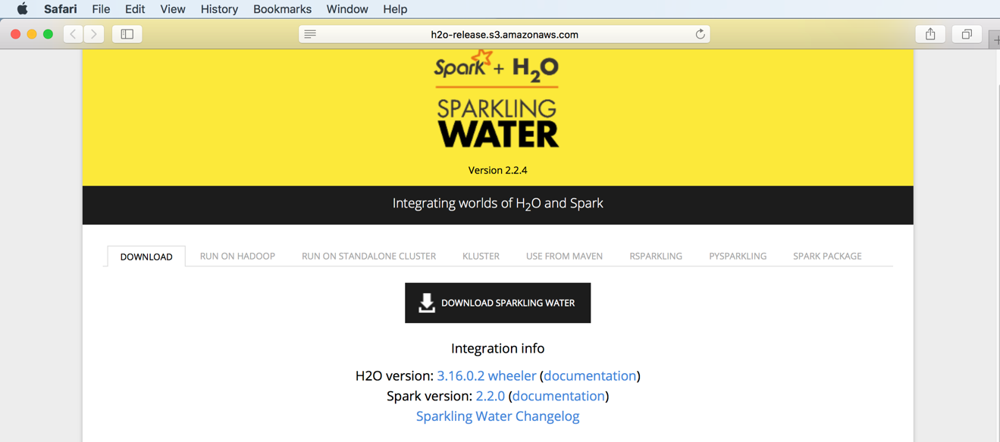 Safari File Edit View History Bookmarks Window Help
h2o-release.s3.amazonaws.com
Spark + H2O
SPARKLING
WATER
Version 2.2.4
Integrating worlds of H2O and Spark
DOWNLOAD RUN ON HADOOP RUN ON STANDALONE CLUSTER KLUSTER USE FROM MAVEN RSPARKLING PYSPARKLING SPARK PACKAGE
DOWNLOAD SPARKLING WATER
Integration info
H2O version: 3.16.0.2 wheeler (documentation)
Spark version: 2.2.0 (documentation)
Sparkling Water Changelog